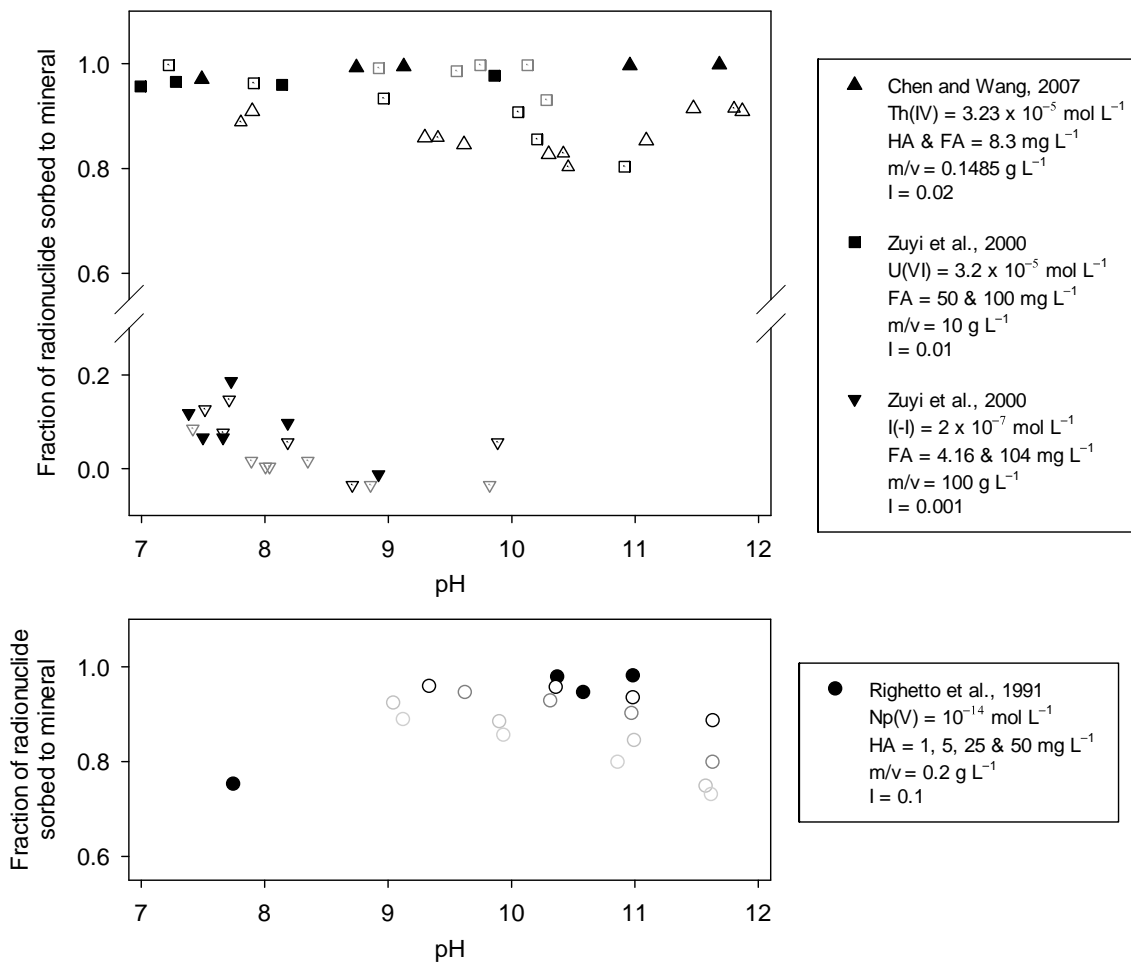 Fraction of radionuclide sorbed to mineral
1.0
0.8
0.6
0.2
0.0
7 8 9 10 11 12
pH
Chen and Wang, 2007
Th(IV) = 3.23 x 10⁻⁵ mol L⁻¹
HA & FA = 8.3 mg L⁻¹
m/v = 0.1485 g L⁻¹
I = 0.02
Zuyi et al., 2000
U(VI) = 3.2 x 10⁻⁵ mol L⁻¹
FA = 50 & 100 mg L⁻¹
m/v = 10 g L⁻¹
I = 0.01
Zuyi et al., 2000
I(-I) = 2 x 10⁻⁷ mol L⁻¹
FA = 4.16 & 104 mg L⁻¹
m/v = 100 g L⁻¹
I = 0.001
Fraction of radionuclide
sorbed to mineral
1.0
0.8
0.6
7 8 9 10 11 12
pH
Righetto et al., 1991
Np(V) = 10⁻¹⁴ mol L⁻¹
HA = 1, 5, 25 & 50 mg L⁻¹
m/v = 0.2 g L⁻¹
I = 0.1